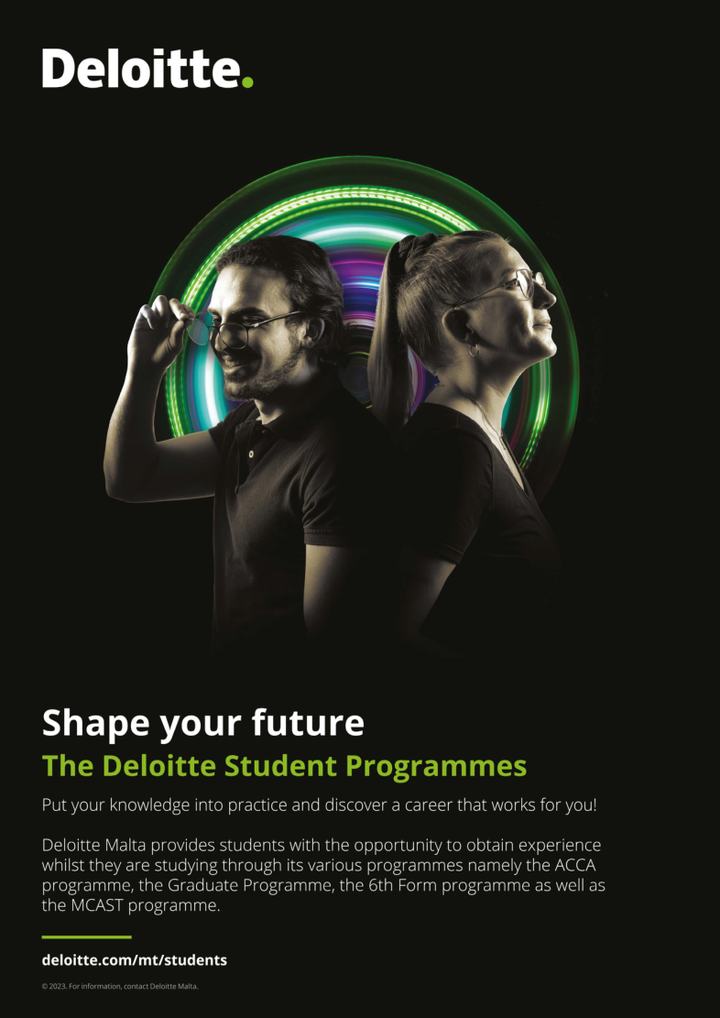 Deloitte.
Shape your future
The Deloitte Student Programmes
Put your knowledge into practice and discover a career that works for you!
Deloitte Malta provides students with the opportunity to obtain experience
whilst they are studying through its various programmes namely the ACCA
programme, the Graduate Programme, the 6th Form programme as well as
the MCAST programme.
deloitte.com/mt/students
© 2023. For information, contact Deloitte Malta.